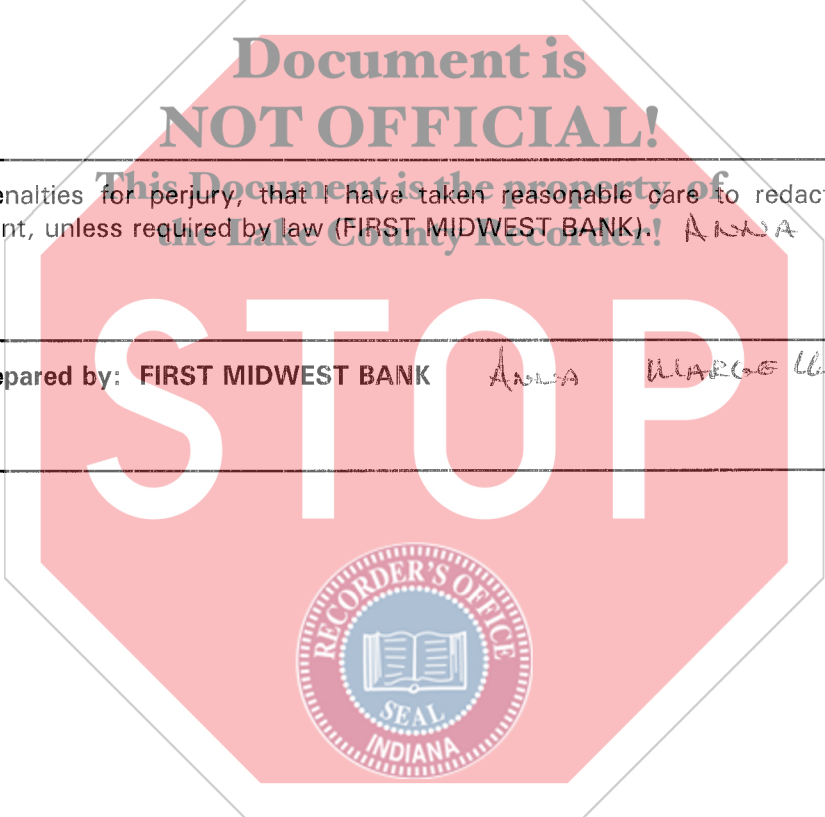 Document is
NOT OFFICIAL!
This Document is the property of
the Lake County Recorder!
enalties for perjury, that I have taken reasonable care to redact
nt, unless required by law (FIRST MIDWEST BANK). ANNA
epared by: FIRST MIDWEST BANK ANNA
STOP
RECORDER'S OFFICE
SEAL
INDIANA